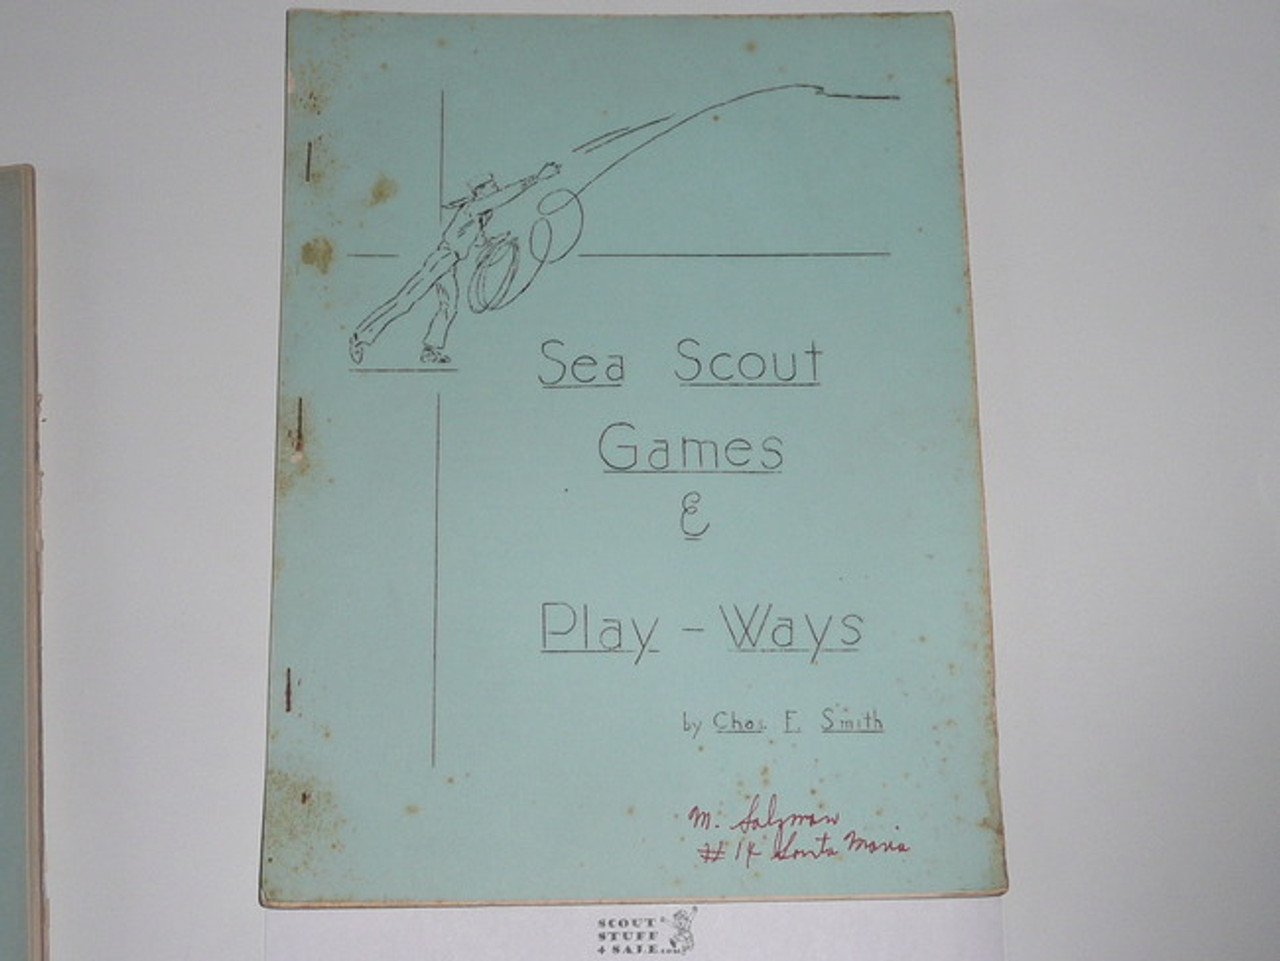 Sea Scout
Games
&
Play - Ways
by Chas. F. Smith
M. Salzman
# 14 Santa Maria
SCOUT
STUFF
4 SALE.com